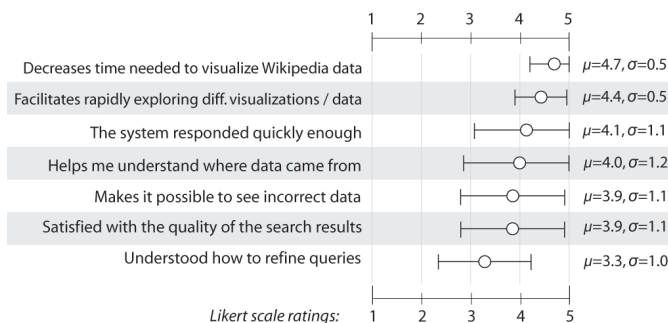 1 2 3 4 5
Decreases time needed to visualize Wikipedia data μ=4.7, σ=0.5
Facilitates rapidly exploring diff. visualizations / data μ=4.4, σ=0.5
The system responded quickly enough μ=4.1, σ=1.1
Helps me understand where data came from μ=4.0, σ=1.2
Makes it possible to see incorrect data μ=3.9, σ=1.1
Satisfied with the quality of the search results μ=3.9, σ=1.1
Understood how to refine queries μ=3.3, σ=1.0
Likert scale ratings: 1 2 3 4 5